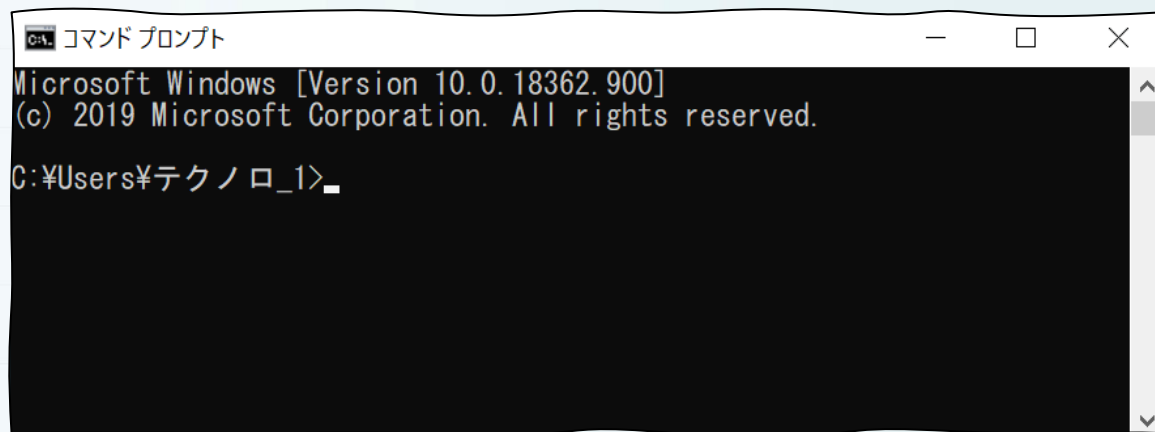 コマンド プロンプト
Microsoft Windows [Version 10.0.18362.900]
(c) 2019 Microsoft Corporation. All rights reserved.
C:¥Users¥テクノロ_1>